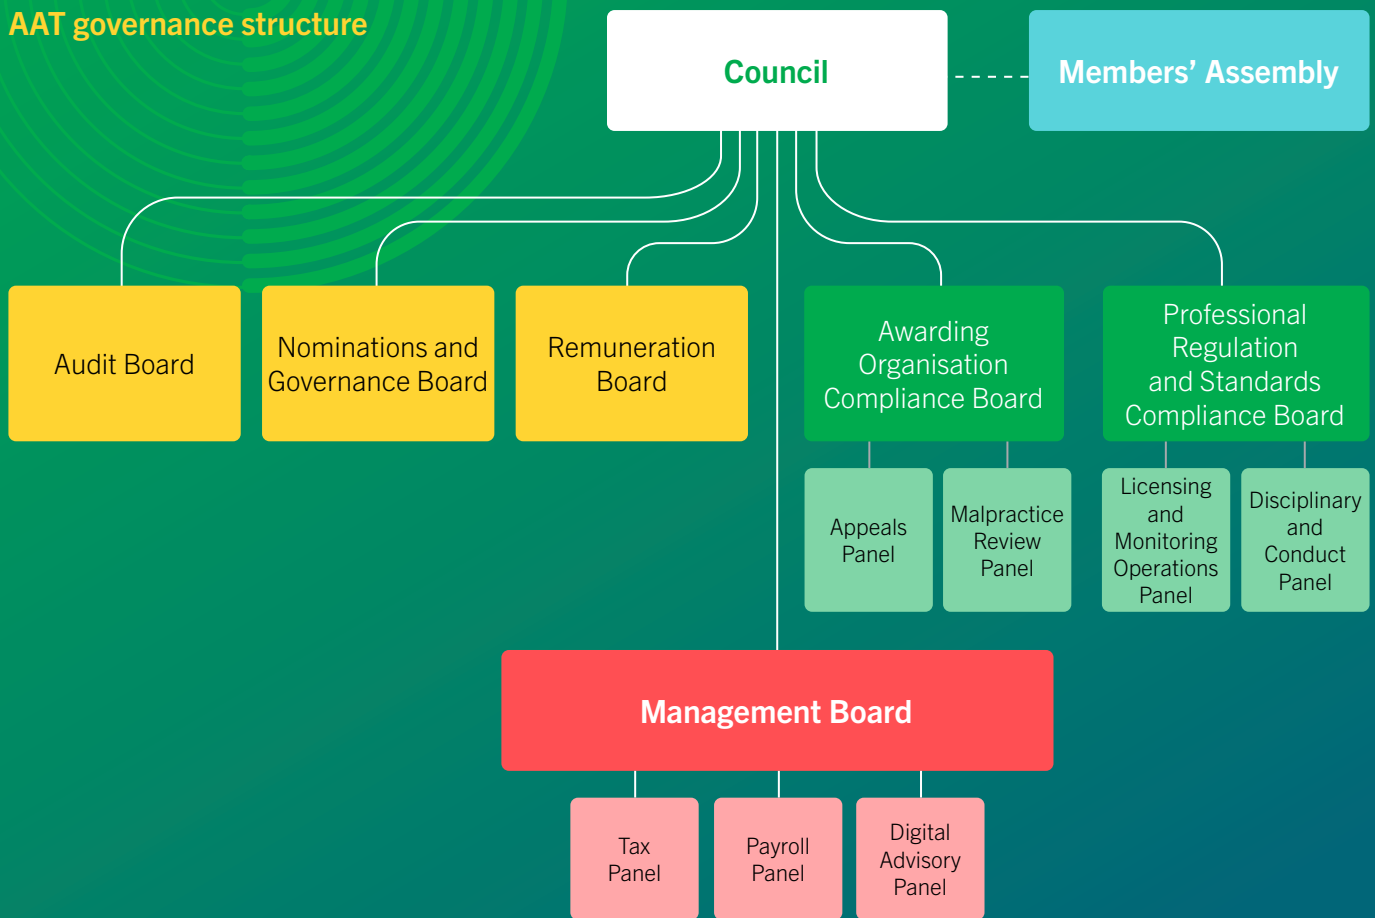 AAT governance structure
Council
Members’ Assembly
Audit Board
Nominations and
Governance Board
Remuneration
Board
Awarding
Organisation
Compliance Board
Professional
Regulation
and Standards
Compliance Board
Appeals
Panel
Malpractice
Review
Panel
Licensing
and
Monitoring
Operations
Panel
Disciplinary
and
Conduct
Panel
Management Board
Tax
Panel
Payroll
Panel
Digital
Advisory
Panel